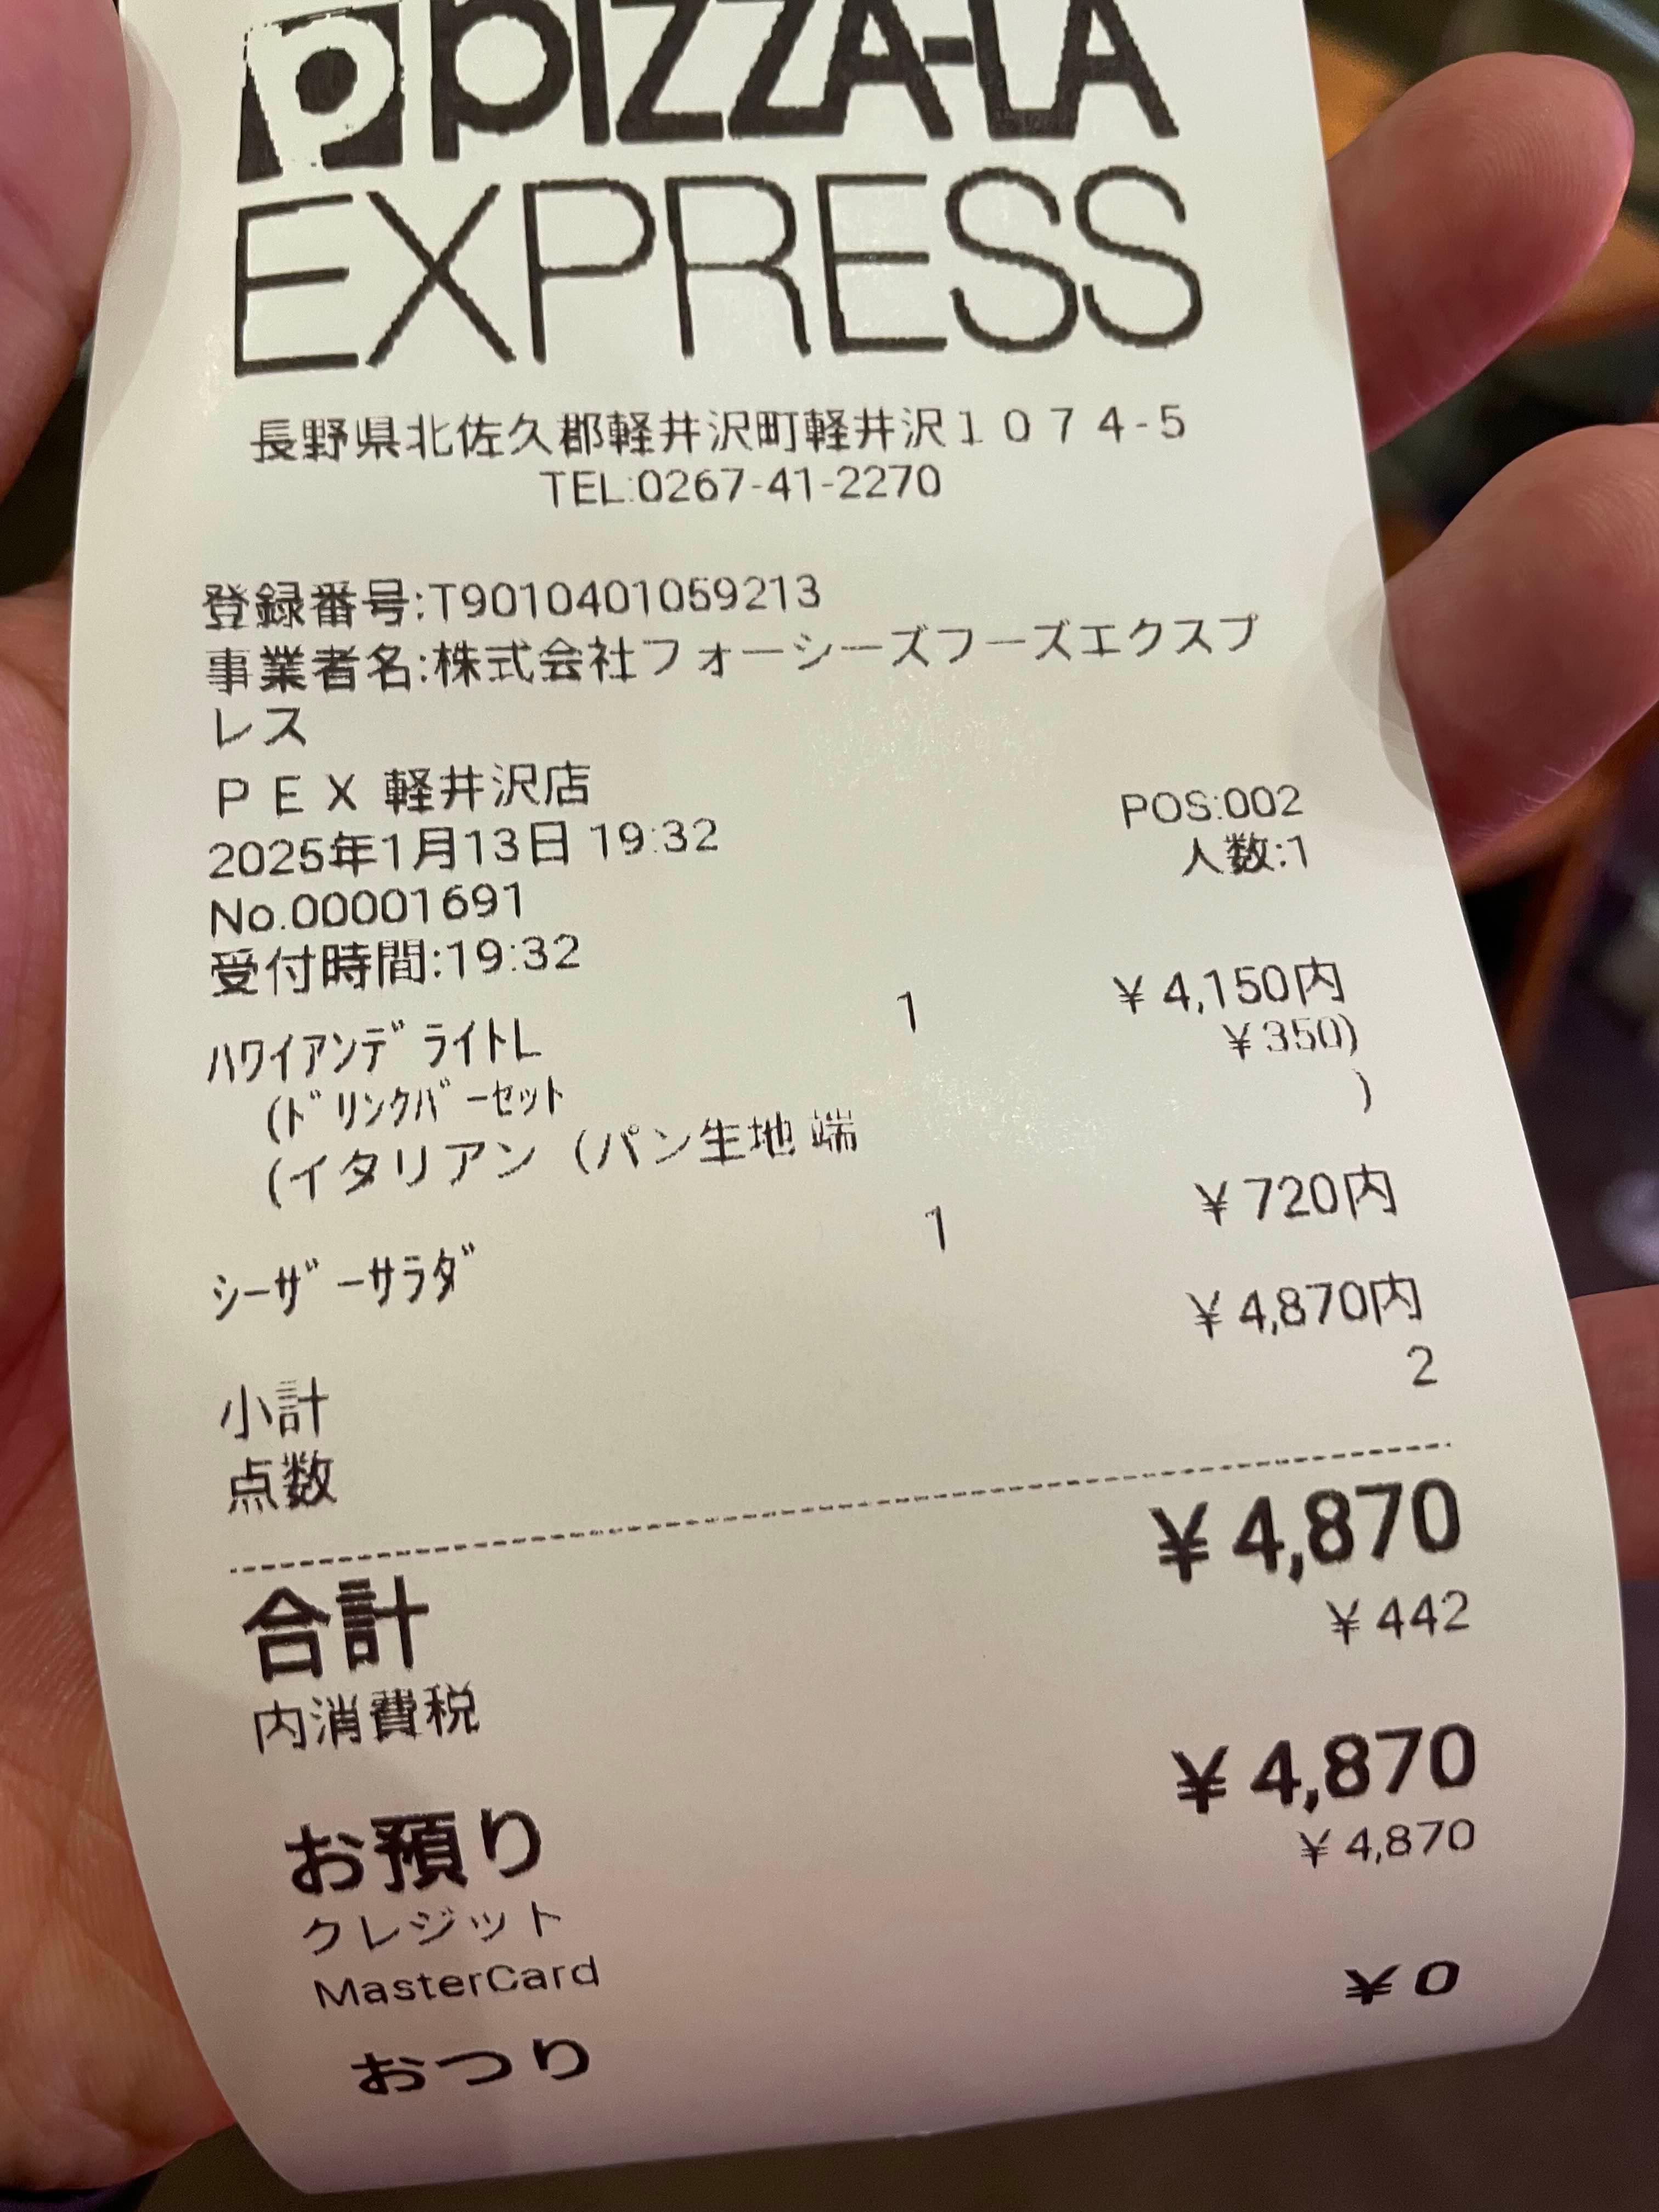 PIZZA-LA
EXPRESS
長野県北佐久郡軽井沢町軽井沢1074-5
TEL:0267-41-2270
登録番号:T9010401059213
事業者名:株式会社フォーシーズフーズエクスプ
レス
PEX 軽井沢店
2025年1月13日 19:32 POS:002
No.00001691 人数:1
受付時間:19:32
ﾊﾜｲｱﾝﾃﾞﾗｲﾄL 1 ¥4,150内
(ﾄﾞﾘﾝｸﾊﾞｰｾｯﾄ ¥350)
(イタリアン（パン生地 端 )
ｼｰｻﾞｰｻﾗﾀﾞ 1 ¥720内
小計 ¥4,870内
点数 2
合計 ¥4,870
内消費税 ¥442
お預り ¥4,870
クレジット ¥4,870
MasterCard
おつり ¥0